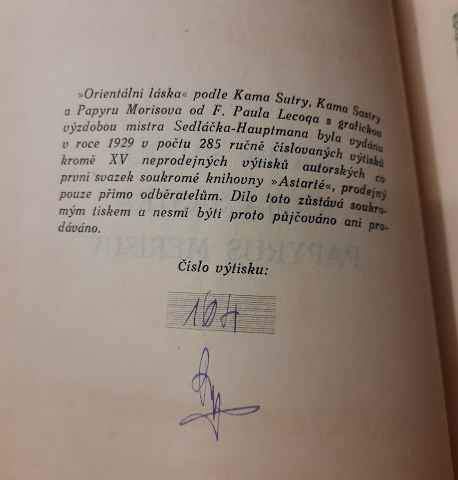 »Orientální láska« podle Kama Sutry, Kama Sastry
a Papyru Morisova od F. Paula Lecoqa s grafickou
výzdobou mistra Sedláčka-Hauptmana byla vydána
v roce 1929 v počtu 285 ručně číslovaných výtisků
kromě XV neprodejných výtisků autorských co
první svazek soukromé knihovny »Astarté«, prodejný
pouze přímo odběratelům. Dílo toto zůstává soukro-
mým tiskem a nesmí býti proto půjčováno ani pro-
dáváno.
Číslo výtisku:
164